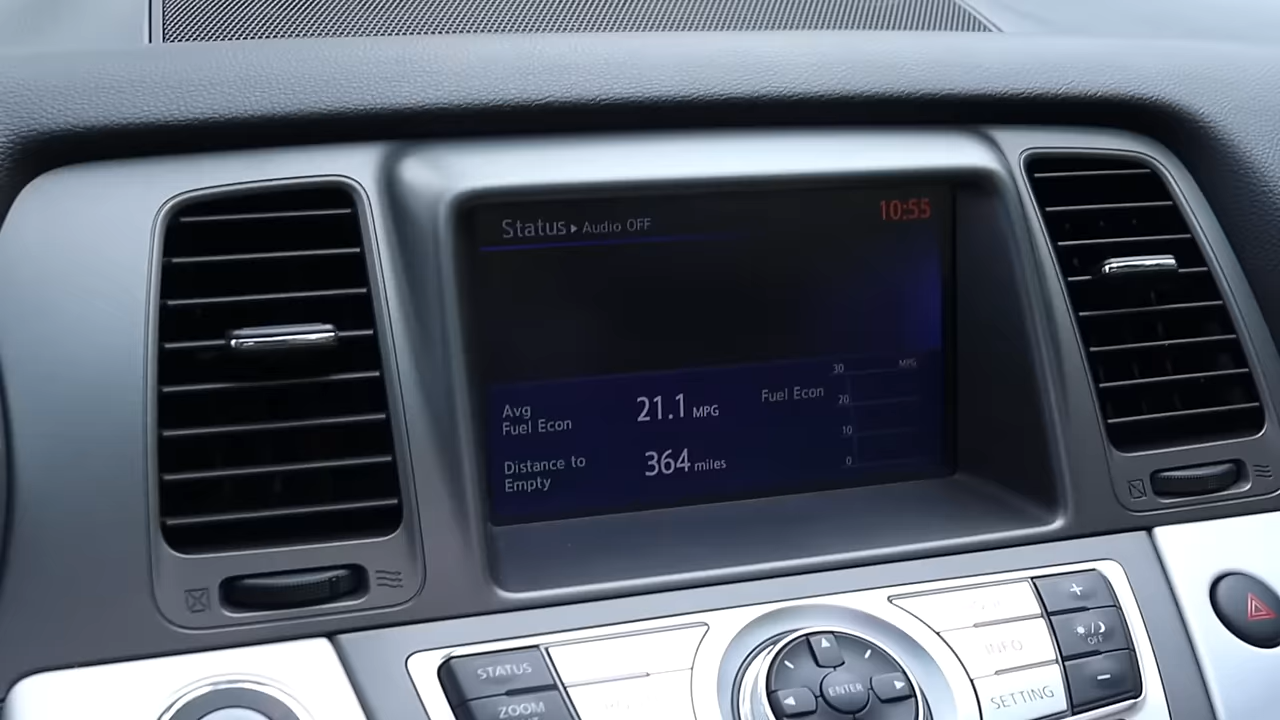 Status▸Audio OFF
10:55
30 MPG
Avg
Fuel Econ
21.1 MPG
Fuel Econ
20
10
0
Distance to
Empty
364 miles
STATUS
ZOOM
ENTER
+
INFO
OFF
SETTING
−